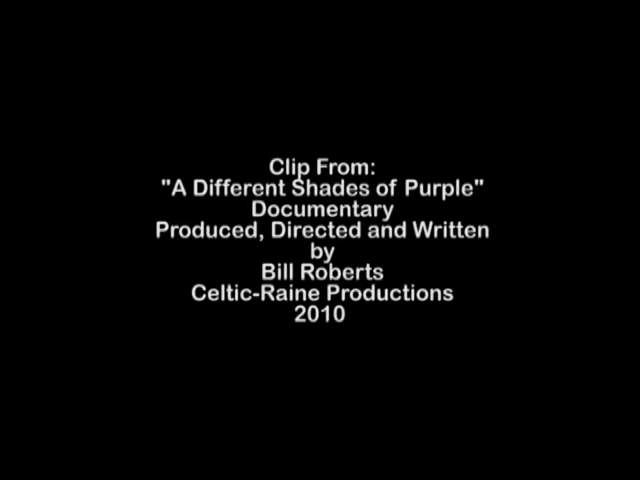 Clip From:
"A Different Shades of Purple"
Documentary
Produced, Directed and Written
by
Bill Roberts
Celtic-Raine Productions
2010